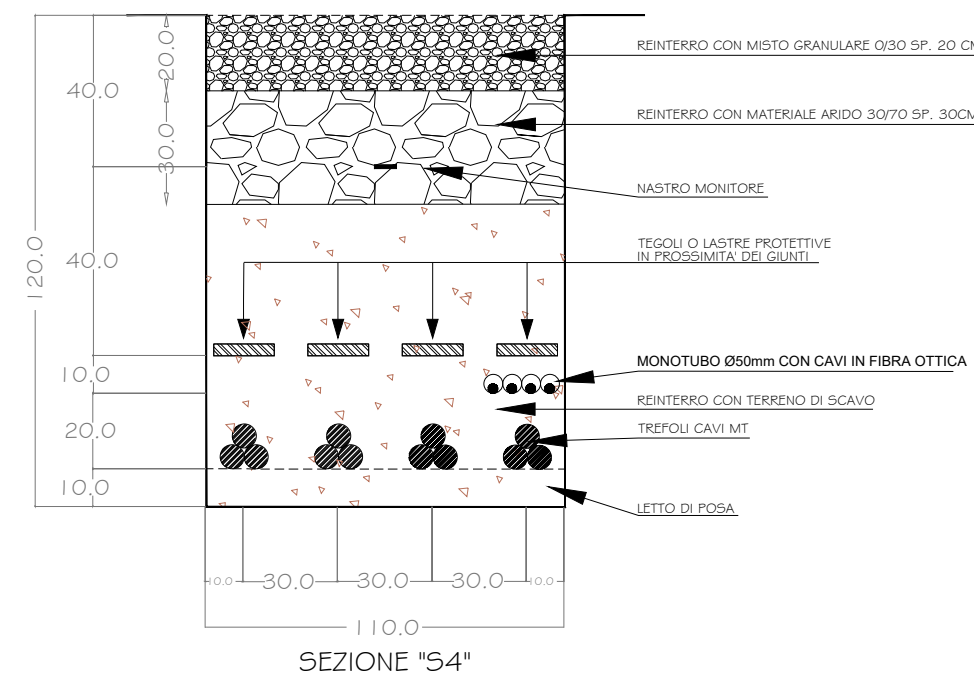 REINTERRO CON MISTO GRANULARE 0/30 SP. 20 CM
20.0
40.0
REINTERRO CON MATERIALE ARIDO 30/70 SP. 30CM
30.0
NASTRO MONITORE
TEGOLI O LASTRE PROTETTIVE
IN PROSSIMITA' DEI GIUNTI
120.0
40.0
MONOTUBO Ø50mm CON CAVI IN FIBRA OTTICA
10.0
REINTERRO CON TERRENO DI SCAVO
TREFOLI CAVI MT
20.0
10.0
LETTO DI POSA
10.0 30.0 30.0 30.0 10.0
110.0
SEZIONE "S4"